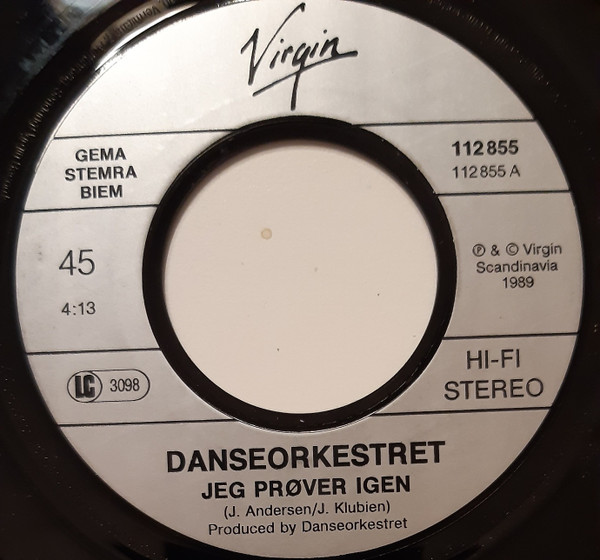 Virgin
GEMA
STEMRA
BIEM
112 855
112 855 A
45
4:13
℗ & © Virgin
Scandinavia
1989
LC 3098
HI-FI
STEREO
DANSEORKESTRET
JEG PRØVER IGEN
(J. Andersen/J. Klubien)
Produced by Danseorkestret